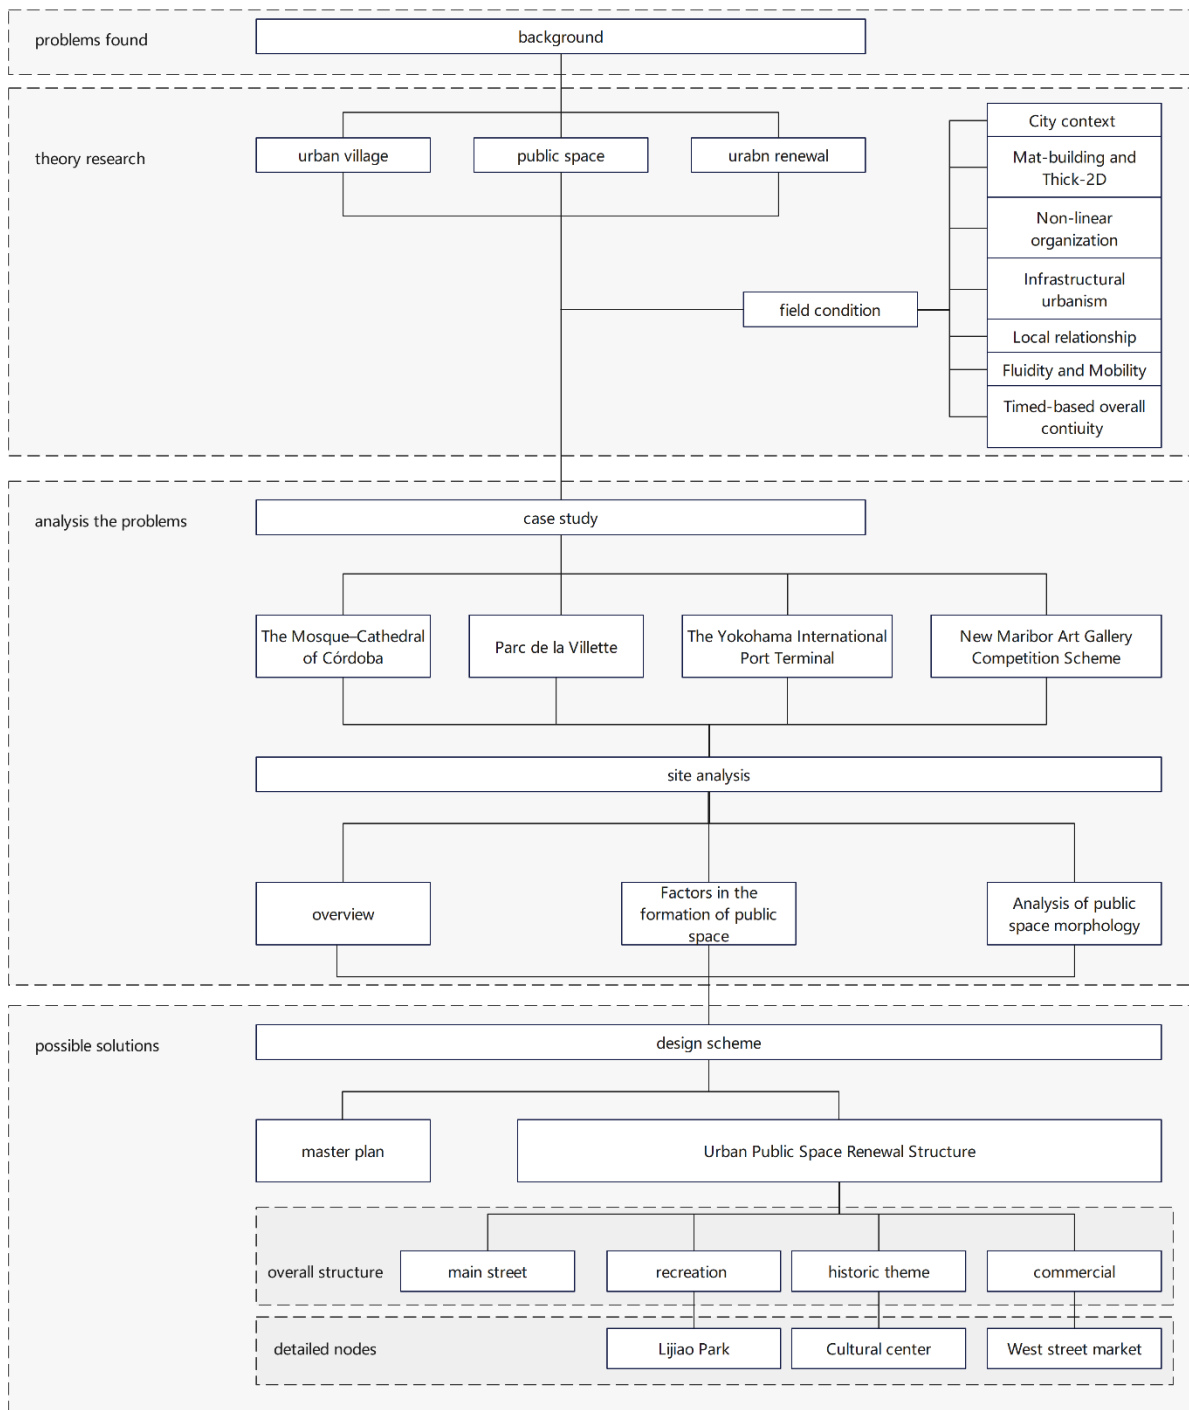 problems found
background
theory research
urban village
public space
urabn renewal
City context
Mat-building and
Thick-2D
Non-linear
organization
Infrastructural
urbanism
field condition
Local relationship
Fluidity and Mobility
Timed-based overall
contiuity
analysis the problems
case study
The Mosque–Cathedral
of Córdoba
Parc de la Villette
The Yokohama International
Port Terminal
New Maribor Art Gallery
Competition Scheme
site analysis
overview
Factors in the
formation of public
space
Analysis of public
space morphology
possible solutions
design scheme
master plan
Urban Public Space Renewal Structure
overall structure
main street
recreation
historic theme
commercial
detailed nodes
Lijiao Park
Cultural center
West street market